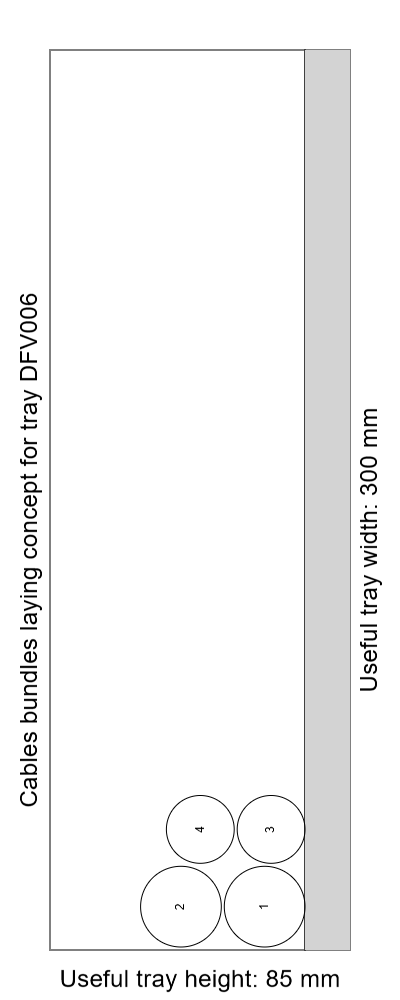 Cables bundles laying concept for tray DFV006
Useful tray width: 300 mm
4
3
2
1
Useful tray height: 85 mm